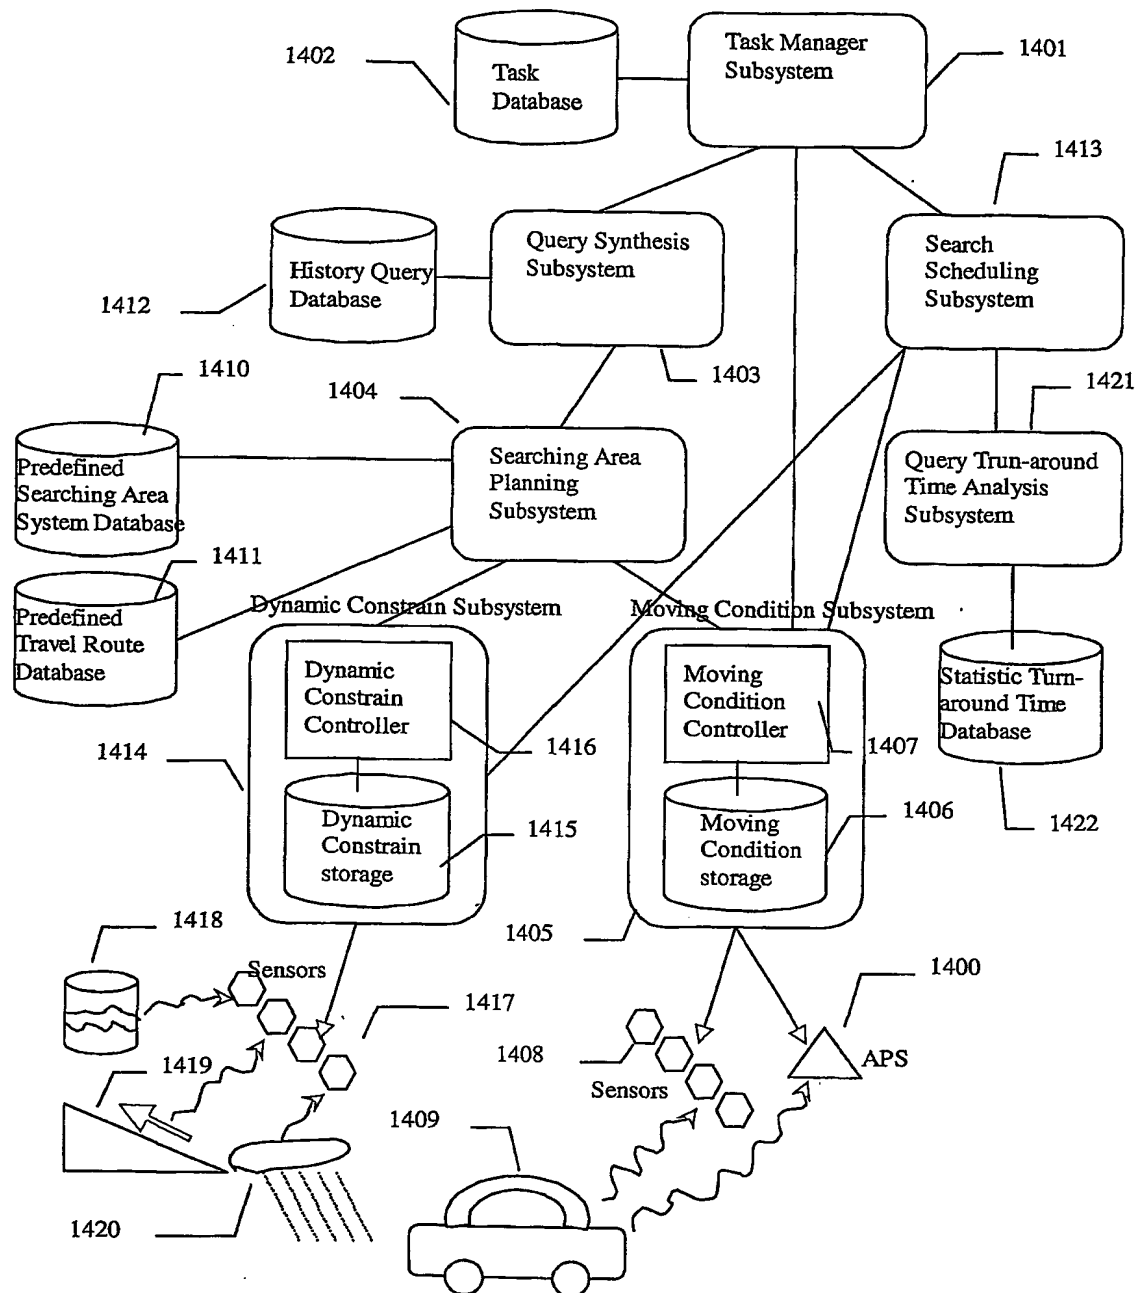 Task Manager
Subsystem
1401
1402
Task
Database
1413
Query Synthesis
Subsystem
Search
Scheduling
Subsystem
History Query
Database
1412
1403
1410
1404
1421
Predefined
Searching Area
System Database
Searching Area
Planning
Subsystem
Query Trun-around
Time Analysis
Subsystem
1411
Predefined
Travel Route
Database
Dynamic Constrain Subsystem
Moving Condition Subsystem
Dynamic
Constrain
Controller
Moving
Condition
Controller
Statistic Turn-
around Time
Database
1414
1416
1407
Dynamic
Constrain
storage
1415
Moving
Condition
storage
1406
1422
1418
1405
Sensors
1400
1417
1408
APS
1419
Sensors
1409
1420